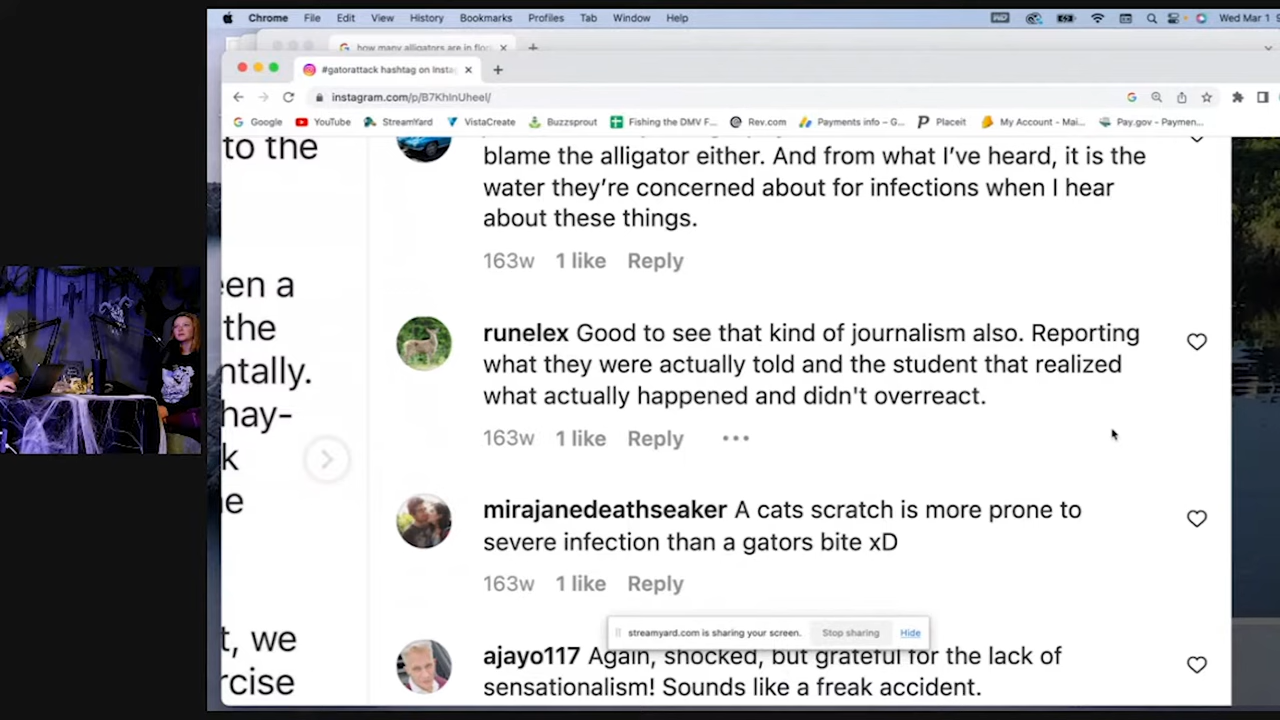 Chrome File Edit View History Bookmarks Profiles Tab Window Help
Wed Mar 1
how many alligators are in flor
#gatorattack hashtag on Insta
instagram.com/p/B7KhlnUheel/
Google YouTube StreamYard VistaCreate Buzzsprout Fishing the DMV F... Rev.com Payments info – G... Placeit My Account - Mai... Pay.gov - Paymen...
to the
een a
the
ntally.
hay-
k
e
t, we
rcise
blame the alligator either. And from what I've heard, it is the
water they're concerned about for infections when I hear
about these things.
163w 1 like Reply
runelex Good to see that kind of journalism also. Reporting
what they were actually told and the student that realized
what actually happened and didn't overreact.
163w 1 like Reply •••
mirajanedeathseaker A cats scratch is more prone to
severe infection than a gators bite xD
163w 1 like Reply
streamyard.com is sharing your screen. Stop sharing Hide
ajayo117 Again, shocked, but grateful for the lack of
sensationalism! Sounds like a freak accident.